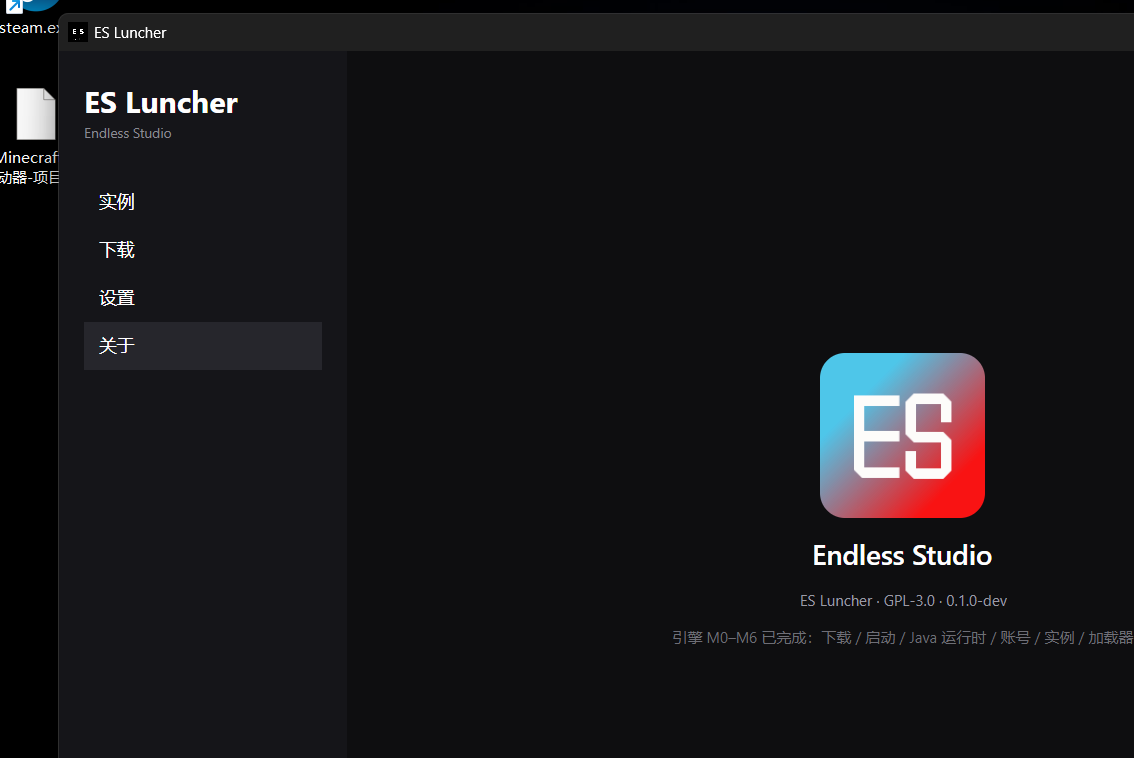 steam.ex
ES Luncher
ES Luncher
Endless Studio
Minecraf
动器-项目
实例
下载
设置
关于
ES
Endless Studio
ES Luncher · GPL-3.0 · 0.1.0-dev
引擎 M0–M6 已完成：下载 / 启动 / Java 运行时 / 账号 / 实例 / 加载器